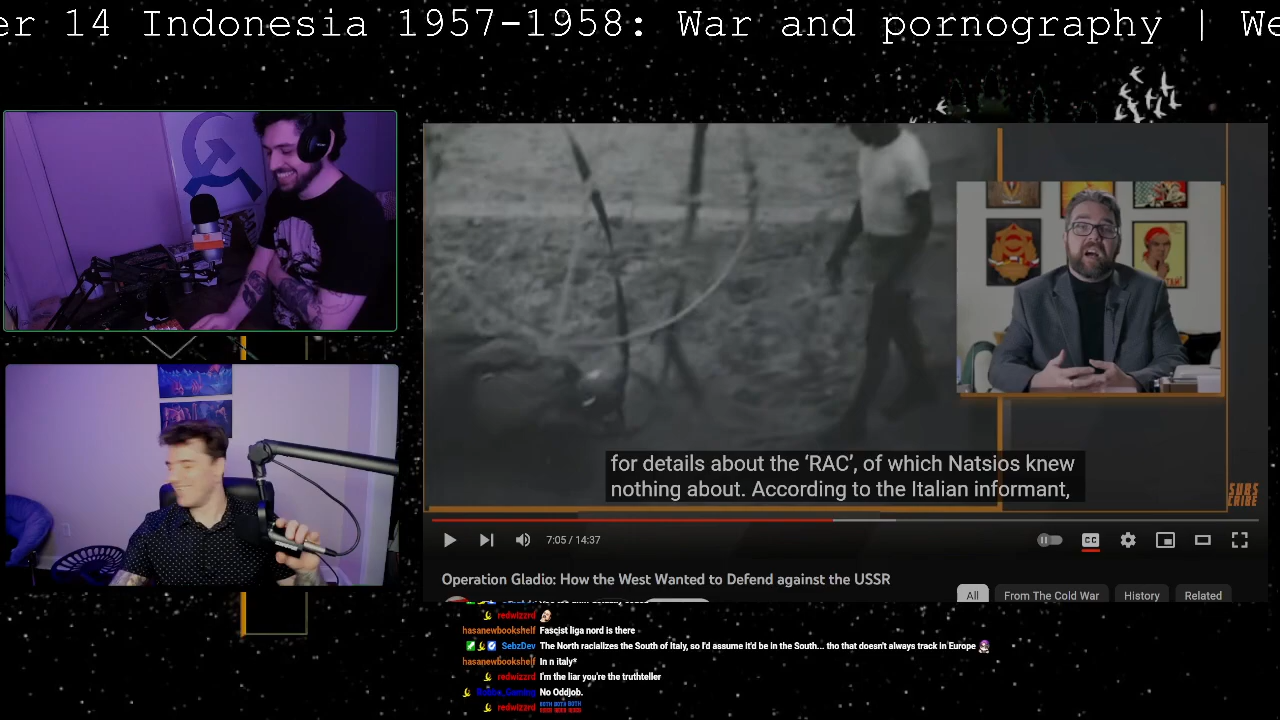 er 14 Indonesia 1957-1958: War and pornography | We
for details about the ‘RAC’, of which Natsios knew
nothing about. According to the Italian informant,
SUBS
CRIBE
7:05 / 14:37
CC
Operation Gladio: How the West Wanted to Defend against the USSR
All
From The Cold War
History
Related
redwizzrd
hasanewbookshelf Fascist liga nord is there
SebzDev The North racializes the South of Italy, so I'd assume it'd be in the South... tho that doesn't always track in Europe
hasanewbookshelf In n italy*
redwizzrd I'm the liar you're the truthteller
No Oddjob.
redwizzrd